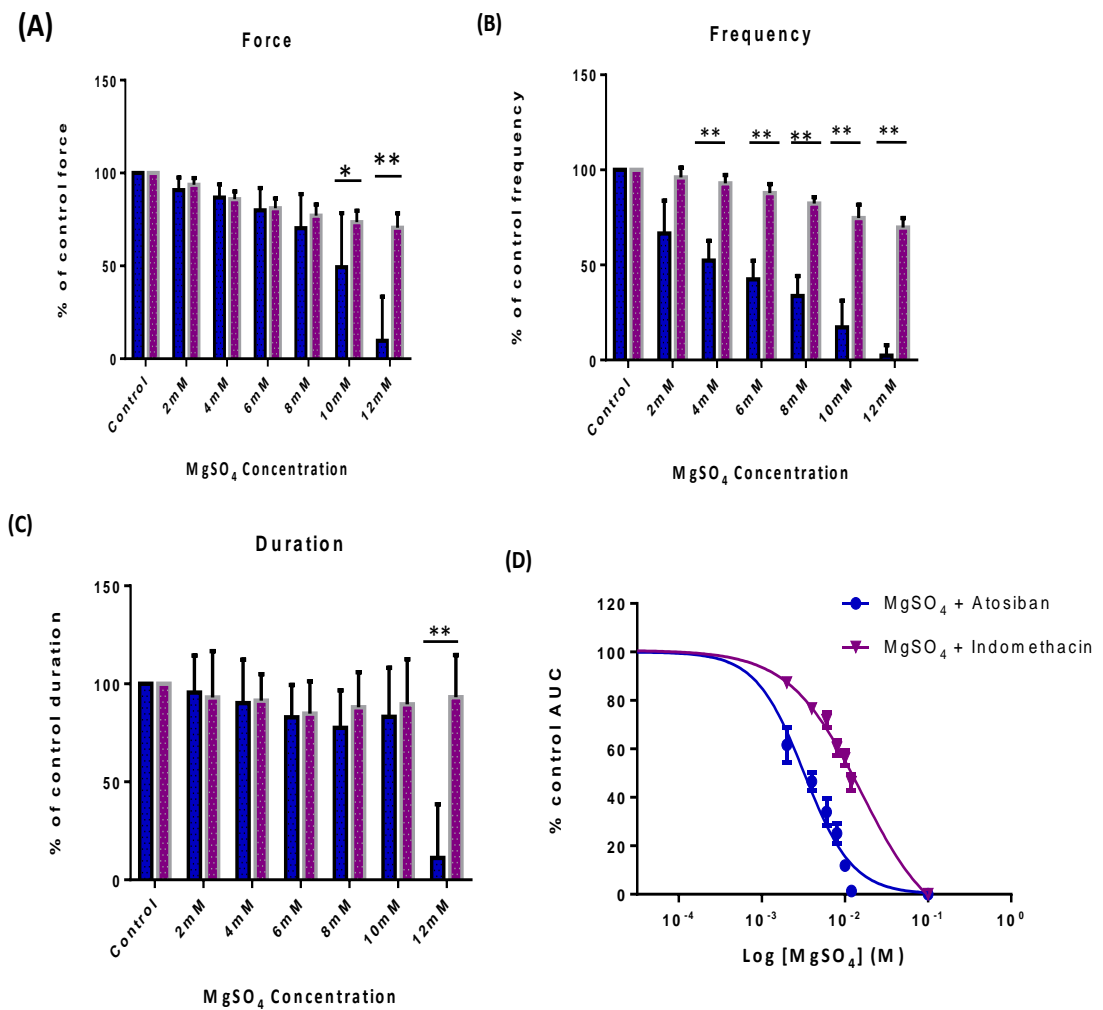 (A)
Force
% of control force
150
100
50
0
* **
Control 2mM 4mM 6mM 8mM 10mM 12mM
MgSO₄ Concentration
(B)
Frequency
% of control frequency
150
100
50
0
** ** ** ** **
Control 2mM 4mM 6mM 8mM 10mM 12mM
MgSO₄ Concentration
(C)
Duration
% of control duration
150
100
50
0
**
Control 2mM 4mM 6mM 8mM 10mM 12mM
MgSO₄ Concentration
(D)
MgSO₄ + Atosiban
MgSO₄ + Indomethacin
% control AUC
120
100
80
60
40
20
0
10⁻⁴ 10⁻³ 10⁻² 10⁻¹ 10⁰
Log [MgSO₄] (M)